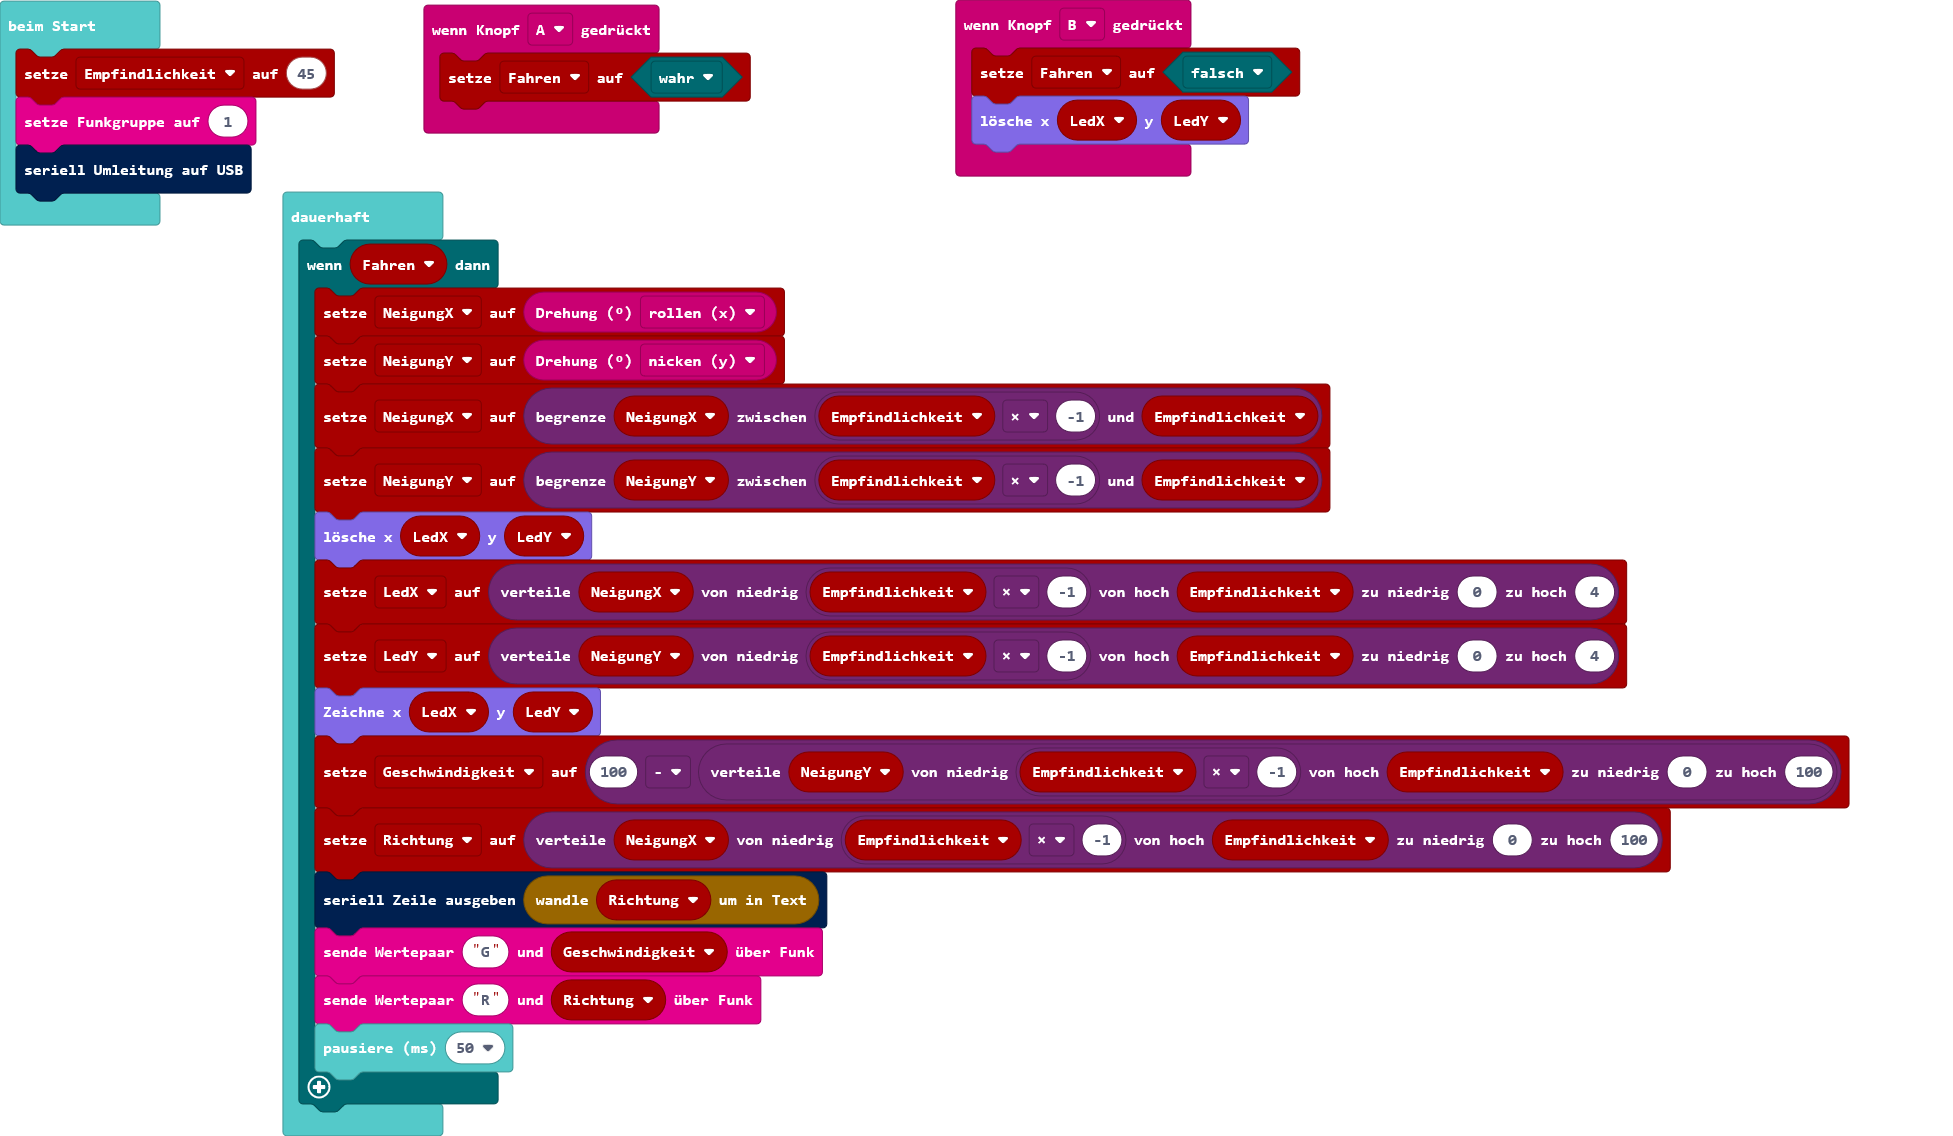 beim Start
setze Empfindlichkeit auf 45
setze Funkgruppe auf 1
seriell Umleitung auf USB
wenn Knopf A gedrückt
setze Fahren auf wahr
wenn Knopf B gedrückt
setze Fahren auf falsch
lösche x LedX y LedY
dauerhaft
wenn Fahren dann
setze NeigungX auf Drehung (º) rollen (x)
setze NeigungY auf Drehung (º) nicken (y)
setze NeigungX auf begrenze NeigungX zwischen Empfindlichkeit × -1 und Empfindlichkeit
setze NeigungY auf begrenze NeigungY zwischen Empfindlichkeit × -1 und Empfindlichkeit
lösche x LedX y LedY
setze LedX auf verteile NeigungX von niedrig Empfindlichkeit × -1 von hoch Empfindlichkeit zu niedrig 0 zu hoch 4
setze LedY auf verteile NeigungY von niedrig Empfindlichkeit × -1 von hoch Empfindlichkeit zu niedrig 0 zu hoch 4
Zeichne x LedX y LedY
setze Geschwindigkeit auf 100 - verteile NeigungY von niedrig Empfindlichkeit × -1 von hoch Empfindlichkeit zu niedrig 0 zu hoch 100
setze Richtung auf verteile NeigungX von niedrig Empfindlichkeit × -1 von hoch Empfindlichkeit zu niedrig 0 zu hoch 100
seriell Zeile ausgeben wandle Richtung um in Text
sende Wertepaar "G" und Geschwindigkeit über Funk
sende Wertepaar "R" und Richtung über Funk
pausiere (ms) 50